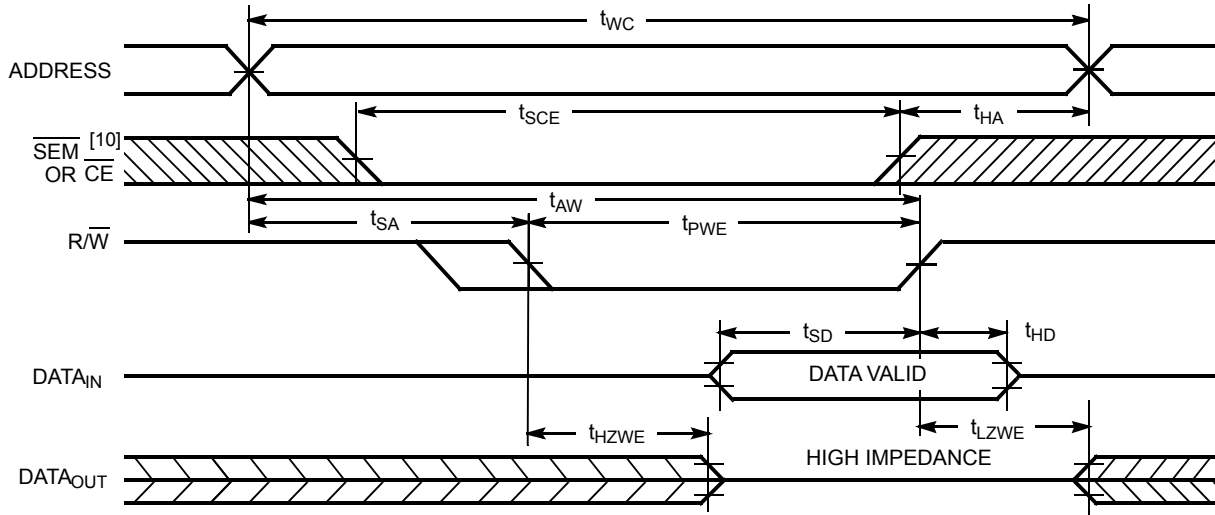 tWC
ADDRESS
tSCE
tHA
SEM [10]
OR CE
tAW
tSA
tPWE
R/W
tSD
tHD
DATAIN
DATA VALID
tHZWE
tLZWE
HIGH IMPEDANCE
DATAOUT